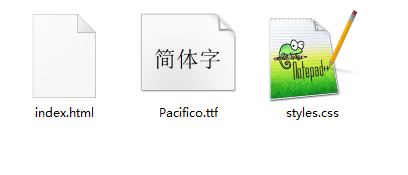 简体字
Notepad++
index.html
Pacifico.ttf
styles.css